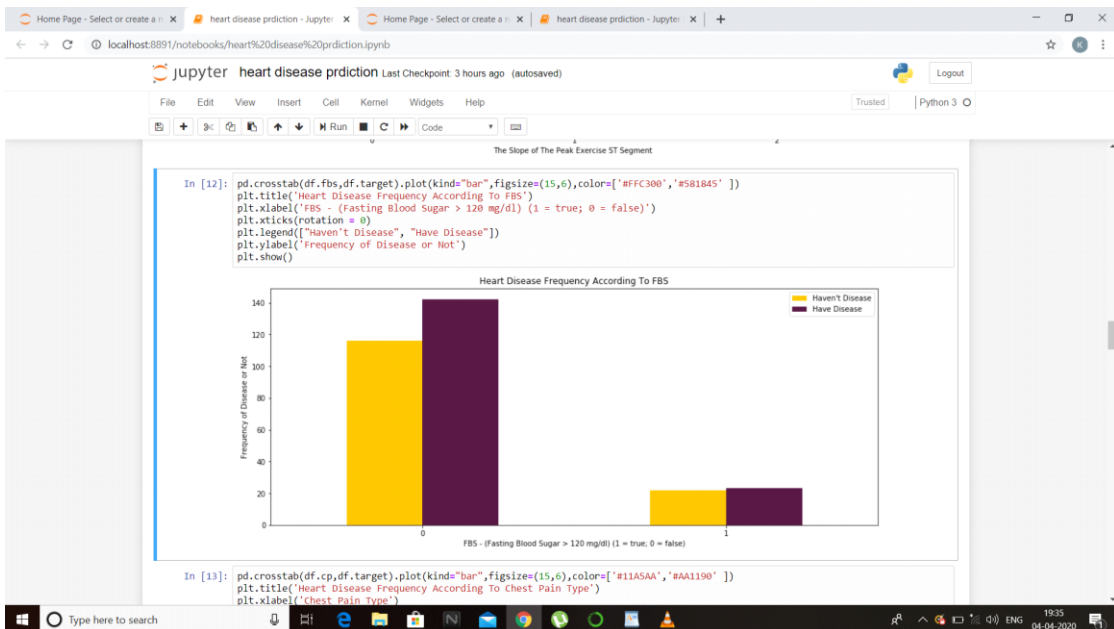 Home Page - Select or create a n
heart disease prdiction - Jupyter
Home Page - Select or create a n
heart disease prdiction - Jupyter
localhost:8891/notebooks/heart%20disease%20prdiction.ipynb
K
jupyter heart disease prdiction Last Checkpoint: 3 hours ago (autosaved)
Logout
File Edit View Insert Cell Kernel Widgets Help
Trusted Python 3
Run Code
The Slope of The Peak Exercise ST Segment
In [12]: pd.crosstab(df.fbs,df.target).plot(kind="bar",figsize=(15,6),color=['#FFC300','#581845' ])
plt.title('Heart Disease Frequency According To FBS')
plt.xlabel('FBS - (Fasting Blood Sugar > 120 mg/dl) (1 = true; 0 = false)')
plt.xticks(rotation = 0)
plt.legend(["Haven't Disease", "Have Disease"])
plt.ylabel('Frequency of Disease or Not')
plt.show()
Heart Disease Frequency According To FBS
Haven't Disease
Have Disease
140
120
100
80
60
40
20
0
Frequency of Disease or Not
0 1
FBS - (Fasting Blood Sugar > 120 mg/dl) (1 = true; 0 = false)
In [13]: pd.crosstab(df.cp,df.target).plot(kind="bar",figsize=(15,6),color=['#11A5AA','#AA1190' ])
plt.title('Heart Disease Frequency According To Chest Pain Type')
plt.xlabel('Chest Pain Type')
Type here to search
ENG
19:35
04-04-2020